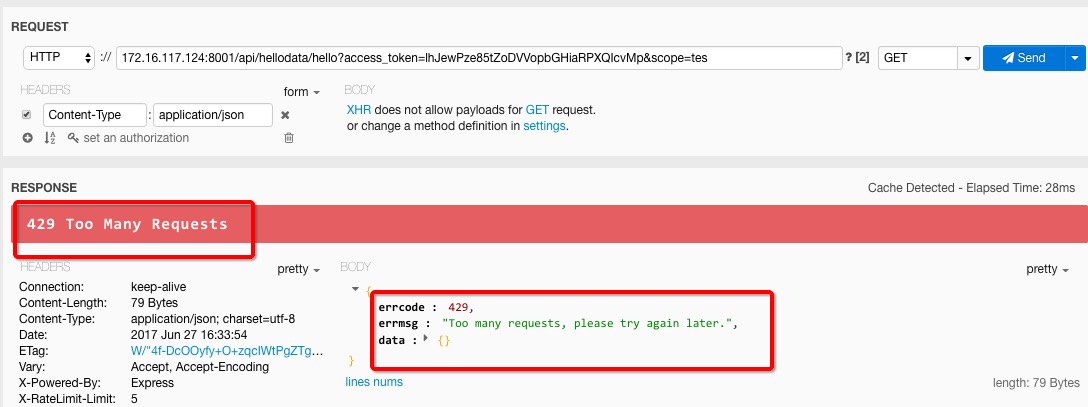 REQUEST
HTTP :// 172.16.117.124:8001/api/hellodata/hello?access_token=lhJewPze85tZoDVVopbGHiaRPXQIcvMp&scope=tes ? [2] GET Send
HEADERS form BODY
Content-Type : application/json
XHR does not allow payloads for GET request.
or change a method definition in settings.
set an authorization
RESPONSE Cache Detected - Elapsed Time: 28ms
429 Too Many Requests
HEADERS pretty BODY pretty
Connection: keep-alive
Content-Length: 79 Bytes
Content-Type: application/json; charset=utf-8
Date: 2017 Jun 27 16:33:54
ETag: W/"4f-DcOOyfy+O+zqcIWtPgZTg...
Vary: Accept, Accept-Encoding
X-Powered-By: Express
X-RateLimit-Limit: 5
{
errcode : 429,
errmsg : "Too many requests, please try again later.",
data : {}
}
lines nums length: 79 Bytes